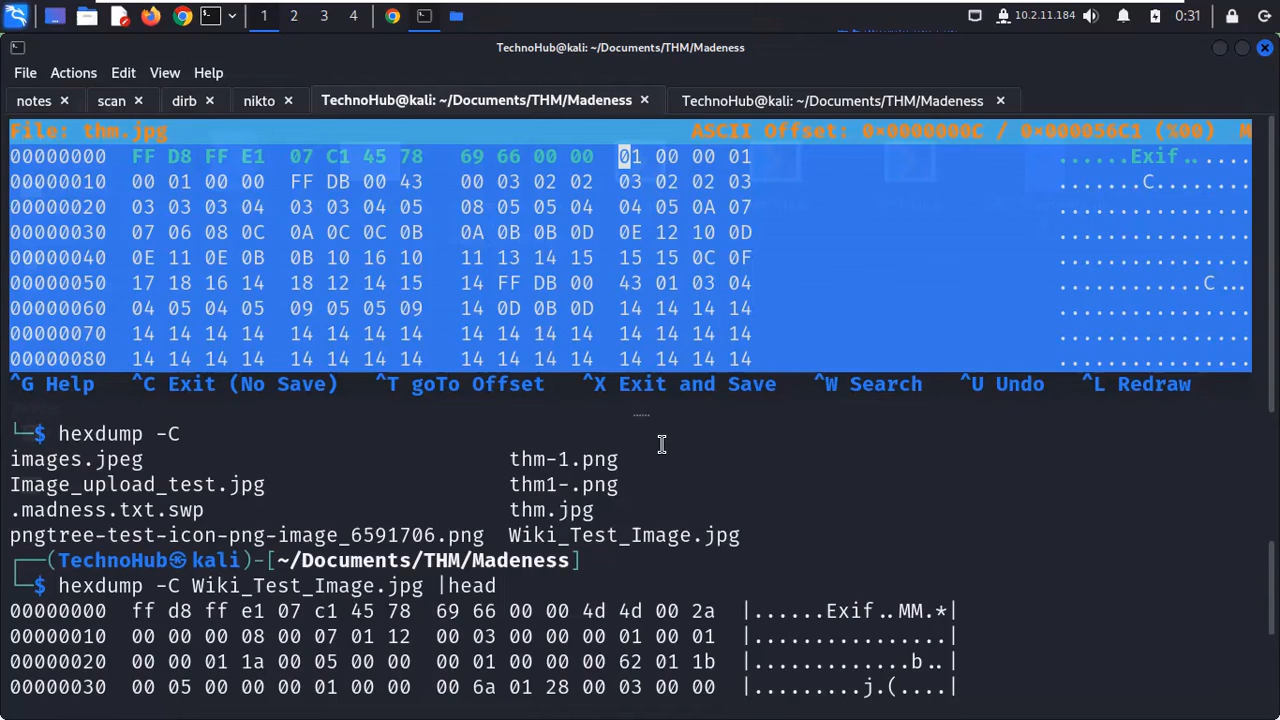 1 2 3 4 10.2.11.184 0:31
TechnoHub@kali: ~/Documents/THM/Madeness
File Actions Edit View Help
notes × scan × dirb × nikto × TechnoHub@kali: ~/Documents/THM/Madeness × TechnoHub@kali: ~/Documents/THM/Madeness ×
File: thm.jpg ASCII Offset: 0×0000000C / 0×000056C1 (%00) M
00000000 FF D8 FF E1 07 C1 45 78 69 66 00 00 01 00 00 01 ......Exif......
00000010 00 01 00 00 FF DB 00 43 00 03 02 02 03 02 02 03 .......C........
00000020 03 03 03 04 03 03 04 05 08 05 05 04 04 05 0A 07 ................
00000030 07 06 08 0C 0A 0C 0C 0B 0A 0B 0B 0D 0E 12 10 0D ................
00000040 0E 11 0E 0B 0B 10 16 10 11 13 14 15 15 15 0C 0F ................
00000050 17 18 16 14 18 12 14 15 14 FF DB 00 43 01 03 04 ............C...
00000060 04 05 04 05 09 05 05 09 14 0D 0B 0D 14 14 14 14 ................
00000070 14 14 14 14 14 14 14 14 14 14 14 14 14 14 14 14 ................
00000080 14 14 14 14 14 14 14 14 14 14 14 14 14 14 14 14 ................
^G Help ^C Exit (No Save) ^T goTo Offset ^X Exit and Save ^W Search ^U Undo ^L Redraw
└─$ hexdump -C
images.jpeg thm-1.png
Image_upload_test.jpg thm1-.png
.madness.txt.swp thm.jpg
pngtree-test-icon-png-image_6591706.png Wiki_Test_Image.jpg
┌──(TechnoHub㉿kali)-[~/Documents/THM/Madeness]
└─$ hexdump -C Wiki_Test_Image.jpg |head
00000000 ff d8 ff e1 07 c1 45 78 69 66 00 00 4d 4d 00 2a |......Exif..MM.*|
00000010 00 00 00 08 00 07 01 12 00 03 00 00 00 01 00 01 |................|
00000020 00 00 01 1a 00 05 00 00 00 01 00 00 00 62 01 1b |.............b..|
00000030 00 05 00 00 00 01 00 00 00 6a 01 28 00 03 00 00 |.........j.(....|